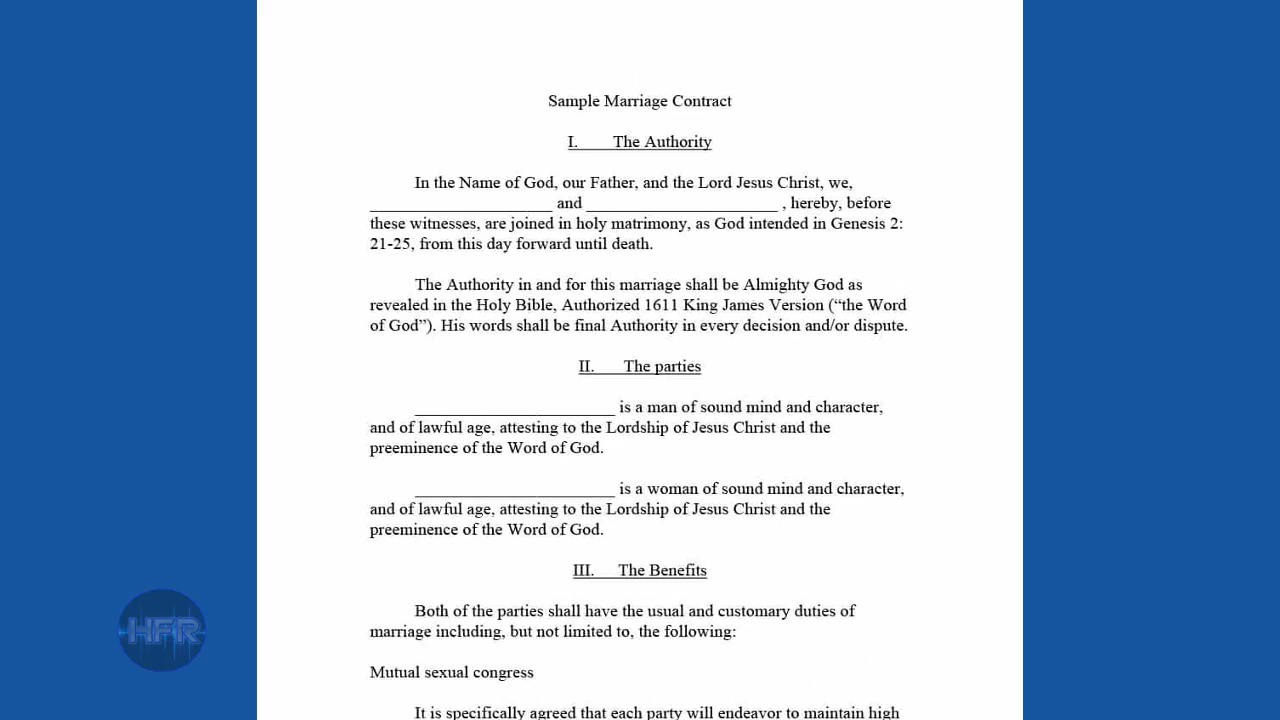 Sample Marriage Contract
I. The Authority
In the Name of God, our Father, and the Lord Jesus Christ, we,
______________________ and _______________________ , hereby, before
these witnesses, are joined in holy matrimony, as God intended in Genesis 2:
21-25, from this day forward until death.
The Authority in and for this marriage shall be Almighty God as
revealed in the Holy Bible, Authorized 1611 King James Version (“the Word
of God”). His words shall be final Authority in every decision and/or dispute.
II. The parties
________________________ is a man of sound mind and character,
and of lawful age, attesting to the Lordship of Jesus Christ and the
preeminence of the Word of God.
________________________ is a woman of sound mind and character,
and of lawful age, attesting to the Lordship of Jesus Christ and the
preeminence of the Word of God.
III. The Benefits
Both of the parties shall have the usual and customary duties of
marriage including, but not limited to, the following:
Mutual sexual congress
It is specifically agreed that each party will endeavor to maintain high
HFR